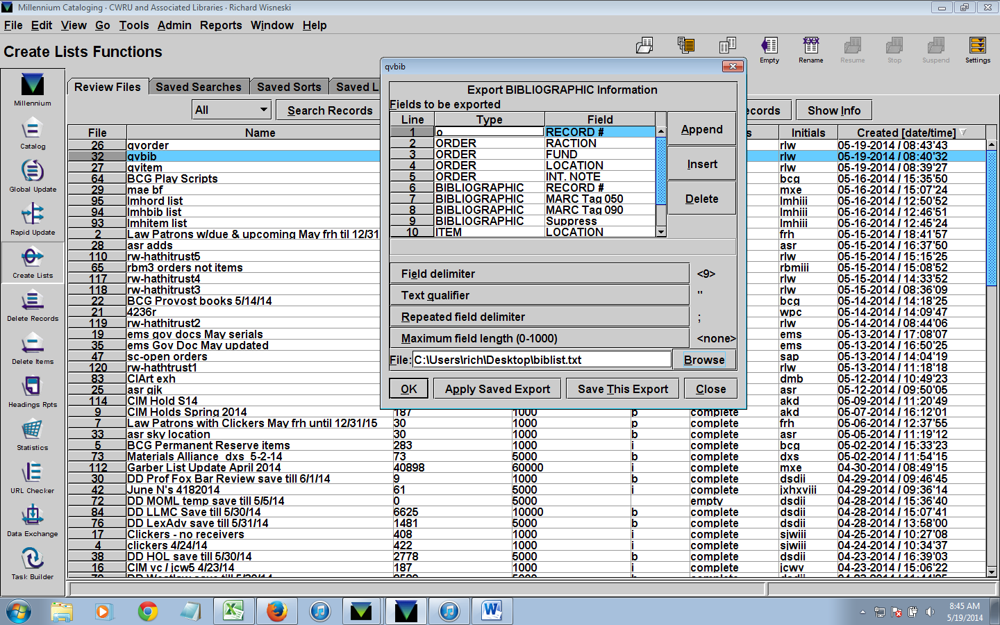 Millennium Cataloging · CWRU and Associated Libraries · Richard Wisneski
File Edit View Go Tools Admin Reports Window Help
Create Lists Functions
Empty Rename Resume Stop Suspend Settings
Millennium
Catalog
Global Update
Rapid Update
Create Lists
Delete Records
Delete Items
Headings Rpts
Statistics
URL Checker
Data Exchange
Task Builder
Review Files Saved Searches Saved Sorts Saved L
All Search Records ecords Show Info
File Name s Initials Created [date/time]
26 qvorder rlw 05-19-2014 / 08:43'43
32 qvbib rlw 05-19-2014 / 08:40'32
27 qvitem rlw 05-19-2014 / 08:39'27
64 BCG Play Scripts bcg 05-16-2014 / 15:35'50
29 mae bf mxe 05-16-2014 / 15:07'24
95 lmhord list lmhiii 05-16-2014 / 12:50'52
94 lmhbib list lmhiii 05-16-2014 / 12:46'51
93 lmhitem list lmhiii 05-16-2014 / 12:45'24
2 Law Patrons w/due & upcoming May frh til 12/31 frh 05-15-2014 / 18:41'57
28 asr adds asr 05-15-2014 / 16:37'50
110 rw-hathitrust5 rlw 05-15-2014 / 15:15'25
65 rbm3 orders not items rbmiii 05-15-2014 / 15:08'52
117 rw-hathitrust4 rlw 05-15-2014 / 14:33'52
118 rw-hathitrust3 rlw 05-15-2014 / 08:36'09
22 BCG Provost books 5/14/14 bcg 05-14-2014 / 14:18'25
21 4236r wpc 05-14-2014 / 14:09'47
119 rw-hathitrust2 rlw 05-14-2014 / 08:44'06
19 ems gov docs May serials ems 05-13-2014 / 17:08'07
35 ems Gov Doc May updated ems 05-13-2014 / 16:50'25
47 sc-open orders sap 05-13-2014 / 14:04'19
120 rw-hathtrust1 rlw 05-13-2014 / 11:18'18
83 ClArt exh dmb 05-12-2014 / 10:49'23
25 asr gik asr 05-12-2014 / 09:50'05
114 CIM Hold S14 akd 05-09-2014 / 11:20'49
9 CIM Holds Spring 2014 187 1000 b complete akd 05-07-2014 / 16:12'01
7 Law Patrons with Clickers May frh until 12/31/15 30 1000 p complete frh 05-06-2014 / 12:37'55
33 asr sky location 30 1000 b complete asr 05-05-2014 / 11:19'12
5 BCG Permanent Reserve items 283 1000 i complete bcg 05-02-2014 / 15:33'23
73 Materials Alliance dxs 5-2-14 73 5000 b complete dxs 05-02-2014 / 11:54'15
112 Garber List Update April 2014 40898 60000 i complete mxe 04-30-2014 / 08:49'15
30 DD Prof Fox Bar Review save till 6/1/14 9 1000 b complete dsdii 04-29-2014 / 09:46'45
42 June N's 4182014 61 5000 i complete jxhxviii 04-29-2014 / 09:36'14
72 DD MOML temp save till 5/5/14 0 5000 empty dsdii 04-28-2014 / 15:36'40
84 DD LLMC Save till 5/30/14 6625 10000 b complete dsdii 04-28-2014 / 15:07'41
76 DD LexAdv Save till 5/31/14 1481 5000 b complete dsdii 04-28-2014 / 13:58'00
17 Clickers - no receivers 408 1000 i complete sjwiii 04-25-2014 / 10:27'08
4 clickers 4/24/14 422 1000 i complete sjwiii 04-24-2014 / 10:34'37
38 DD HOL save till 5/30/14 2778 5000 b complete dsdii 04-23-2014 / 16:39'03
16 CIM vc / jcw5 4/23/14 187 1000 i complete jcwv 04-23-2014 / 15:06'22
qvbib
Export BIBLIOGRAPHIC Information
Fields to be exported
Line Type Field
1 o RECORD #
2 ORDER RACTION
3 ORDER FUND
4 ORDER LOCATION
5 ORDER INT. NOTE
6 BIBLIOGRAPHIC RECORD #
7 BIBLIOGRAPHIC MARC Tag 050
8 BIBLIOGRAPHIC MARC Tag 090
9 BIBLIOGRAPHIC Suppress
10 ITEM LOCATION
Append
Insert
Delete
Field delimiter <9>
Text qualifier "
Repeated field delimiter ;
Maximum field length (0-1000) <none>
File: C:\Users\rich\Desktop\biblist.txt Browse
OK Apply Saved Export Save This Export Close
8:45 AM
5/19/2014